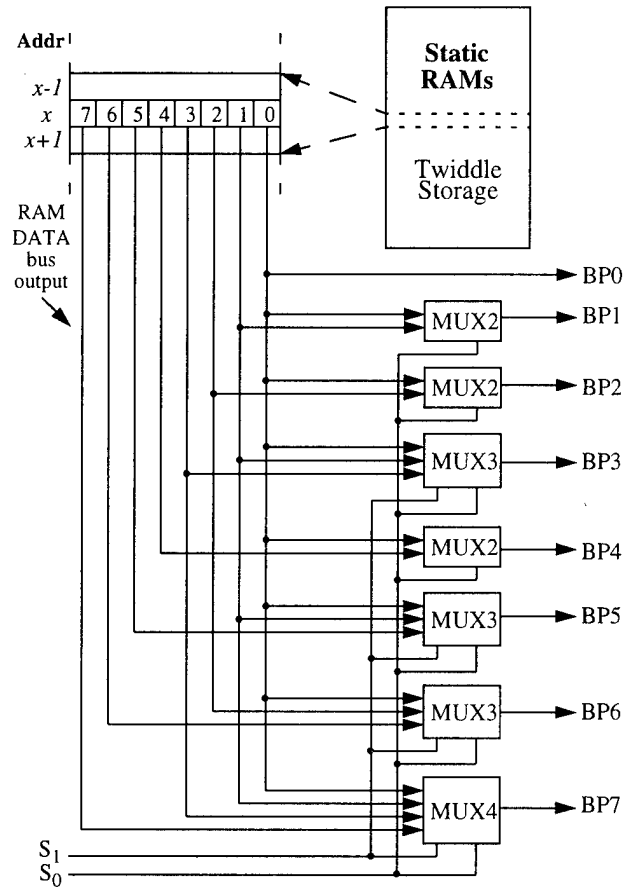 Addr
Static
RAMs
x-1
x
7 6 5 4 3 2 1 0
x+1
Twiddle
Storage
RAM
DATA
bus
output
BP0
MUX2
BP1
MUX2
BP2
MUX3
BP3
MUX2
BP4
MUX3
BP5
MUX3
BP6
MUX4
BP7
S1
S0